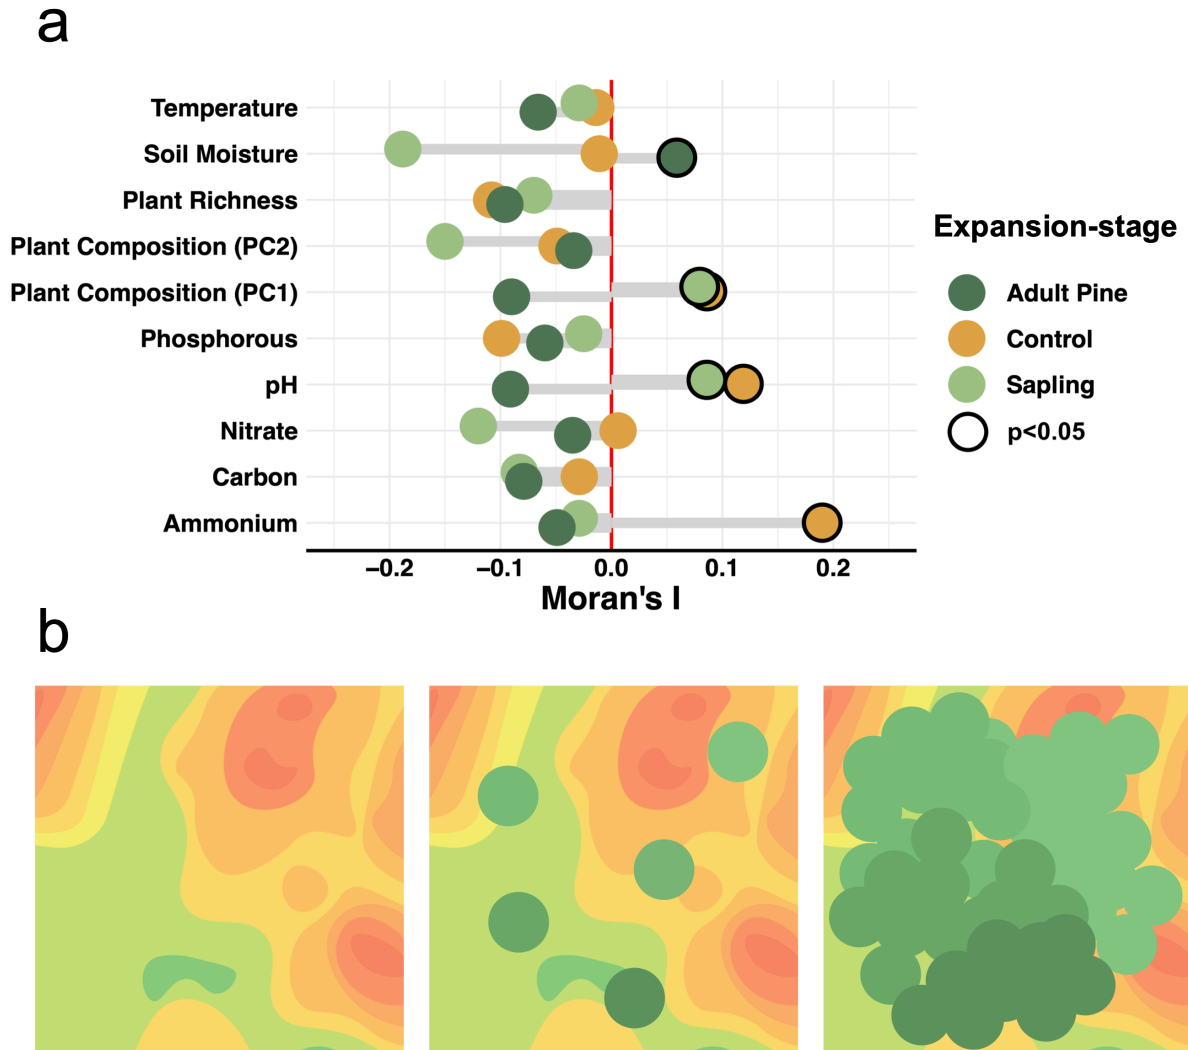 a
Temperature
Soil Moisture
Plant Richness
Plant Composition (PC2)
Plant Composition (PC1)
Phosphorous
pH
Nitrate
Carbon
Ammonium
−0.2 −0.1 0.0 0.1 0.2
Moran's I
Expansion-stage
Adult Pine
Control
Sapling
p<0.05
b